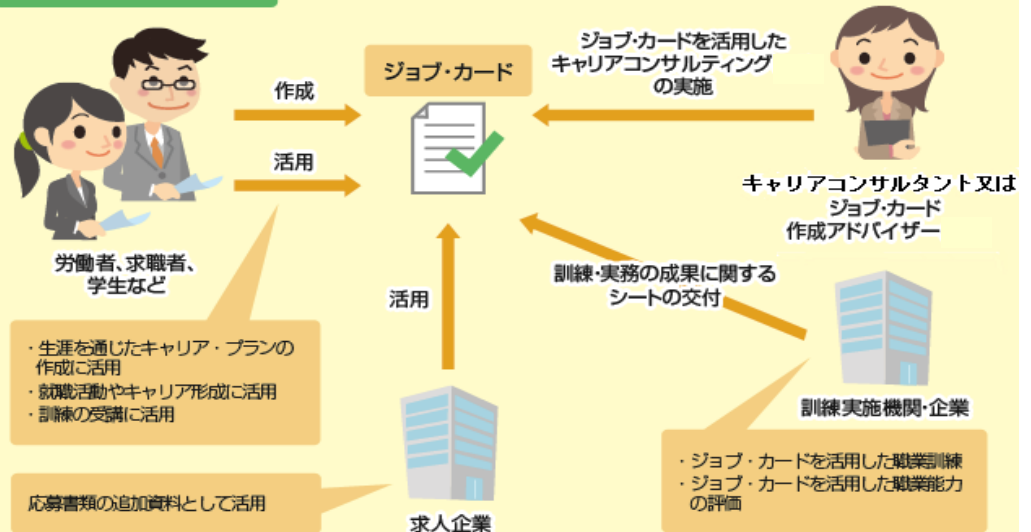 ジョブ・カード
作成
活用
ジョブ・カードを活用した
キャリアコンサルティング
の実施
キャリアコンサルタント又は
ジョブ・カード
作成アドバイザー
労働者、求職者、
学生など
訓練・実務の成果に関する
シートの交付
活用
・生涯を通じたキャリア・プランの
作成に活用
・就職活動やキャリア形成に活用
・訓練の受講に活用
訓練実施機関・企業
・ジョブ・カードを活用した職業訓練
・ジョブ・カードを活用した職業能力
の評価
応募書類の追加資料として活用
求人企業